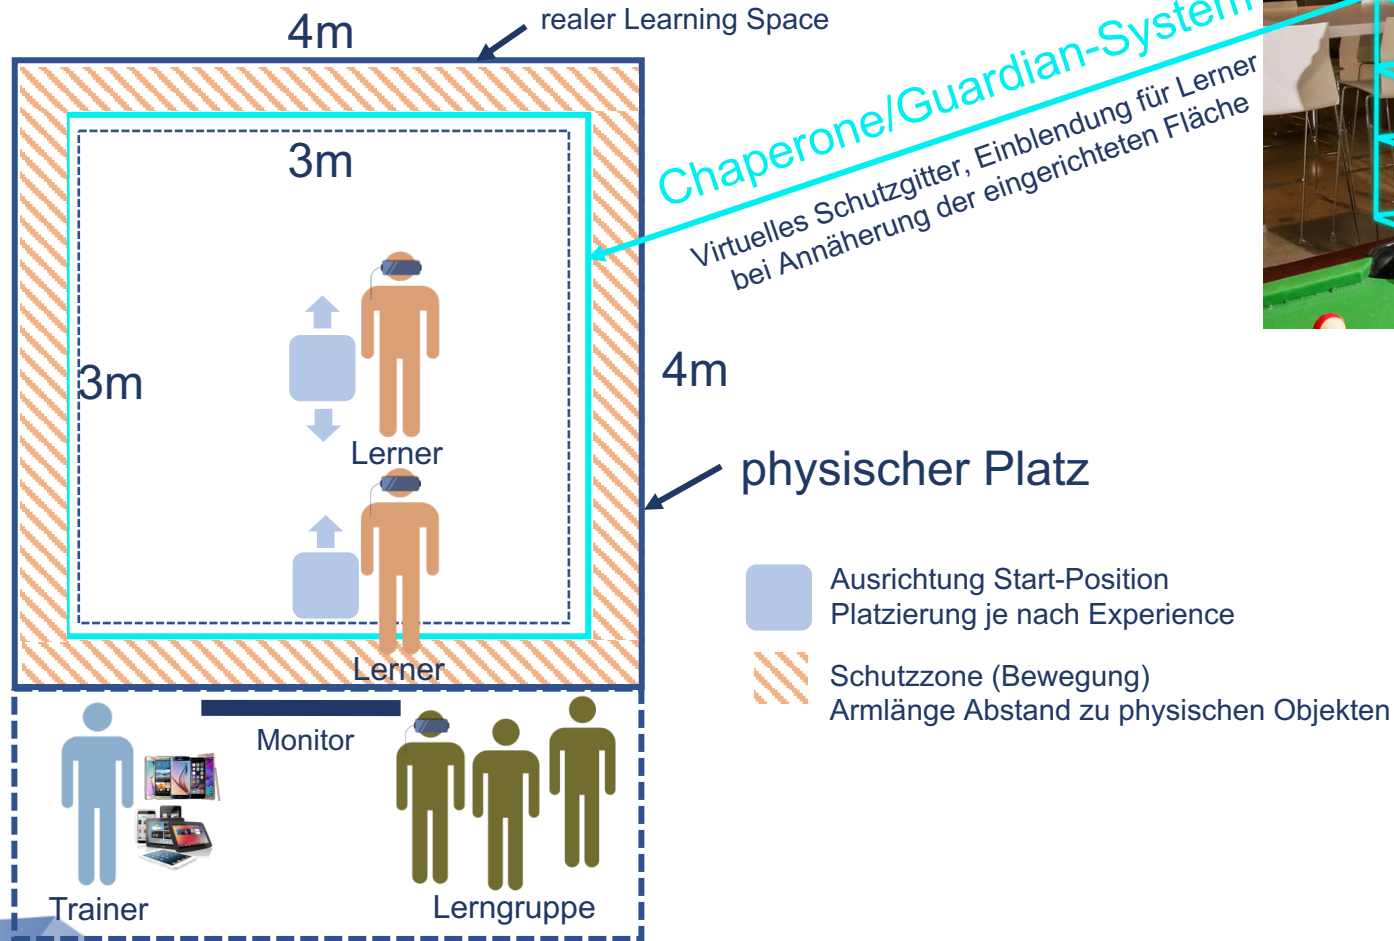 4m
realer Learning Space
Chaperone/Guardian-System
Virtuelles Schutzgitter, Einblendung für Lerner
bei Annäherung der eingerichteten Fläche
3m
3m
4m
Lerner
physischer Platz
Lerner
Ausrichtung Start-Position
Platzierung je nach Experience
Schutzzone (Bewegung)
Armlänge Abstand zu physischen Objekten
Monitor
Trainer
Lerngruppe